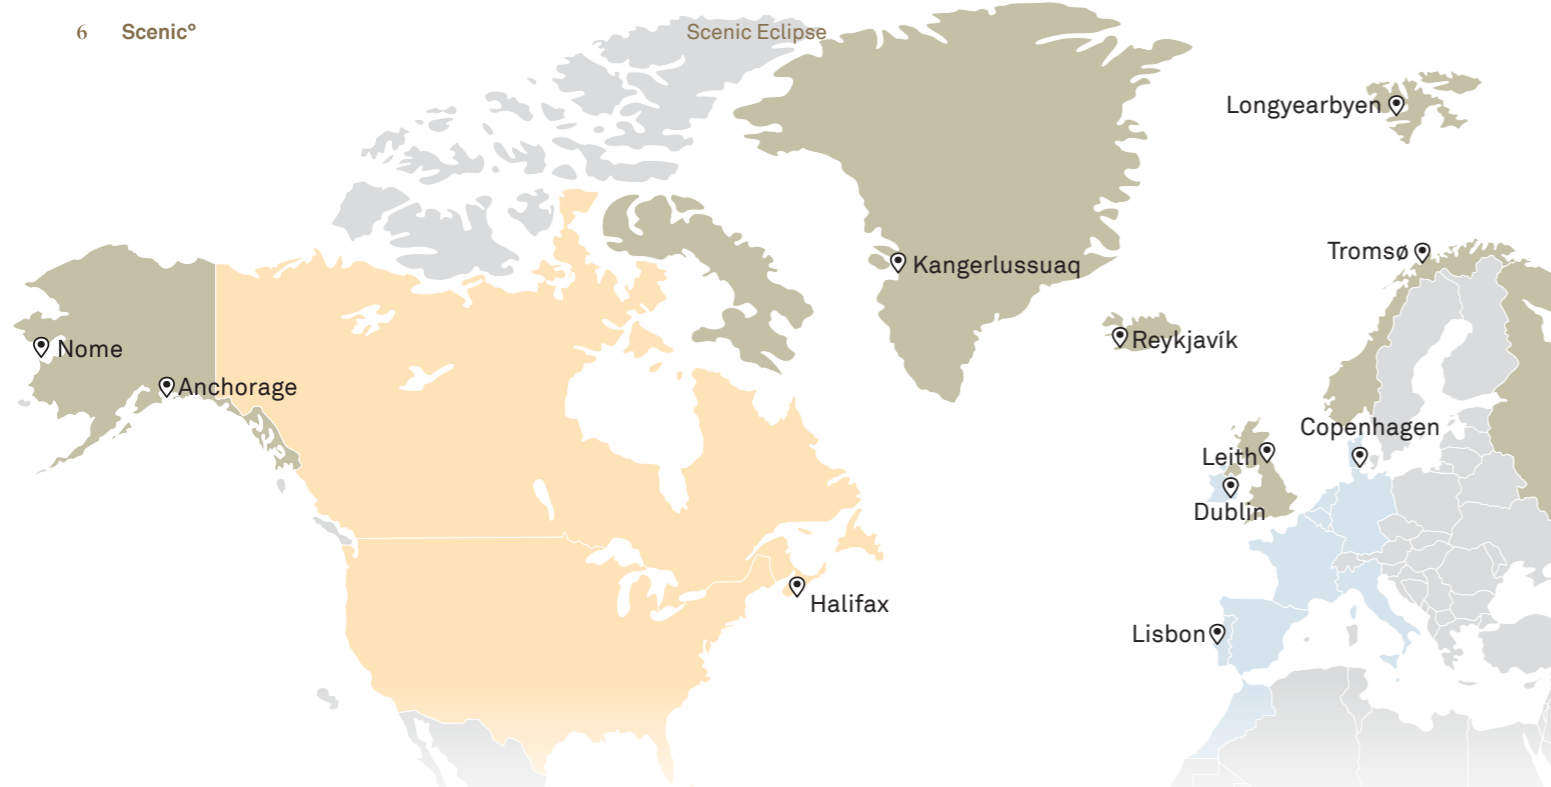 6 Scenic°
Scenic Eclipse
Longyearbyen
Tromsø
Kangerlussuaq
Reykjavík
Nome
Anchorage
Copenhagen
Leith
Dublin
Halifax
Lisbon